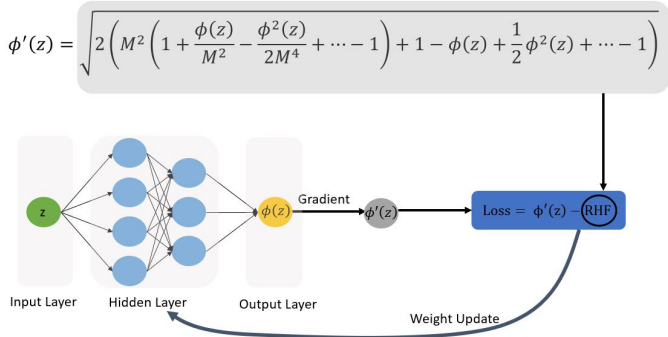 ϕ′(z) = √2(M²(1 + ϕ(z)/M² − ϕ²(z)/2M⁴ + ⋯ − 1) + 1 − ϕ(z) + 1/2 ϕ²(z) + ⋯ − 1)
z
ϕ(z)
Gradient
ϕ′(z)
Loss = ϕ′(z) − RHF
Input Layer
Hidden Layer
Output Layer
Weight Update